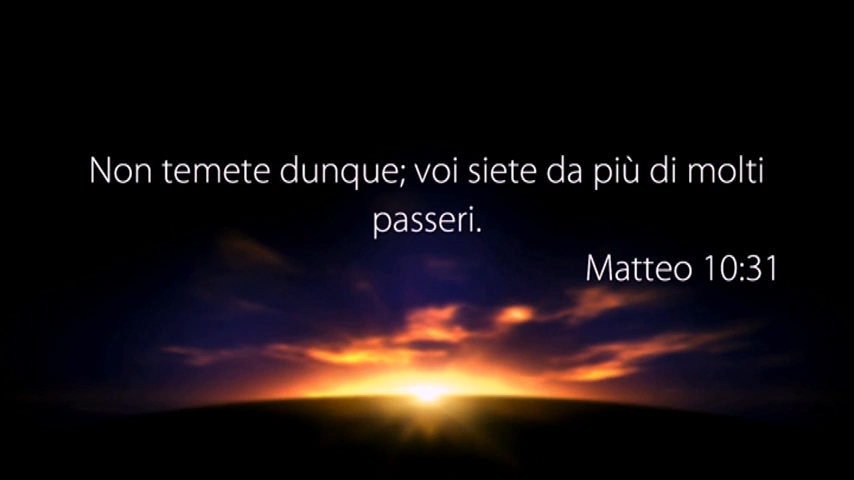 Non temete dunque; voi siete da più di molti
passeri.
Matteo 10:31